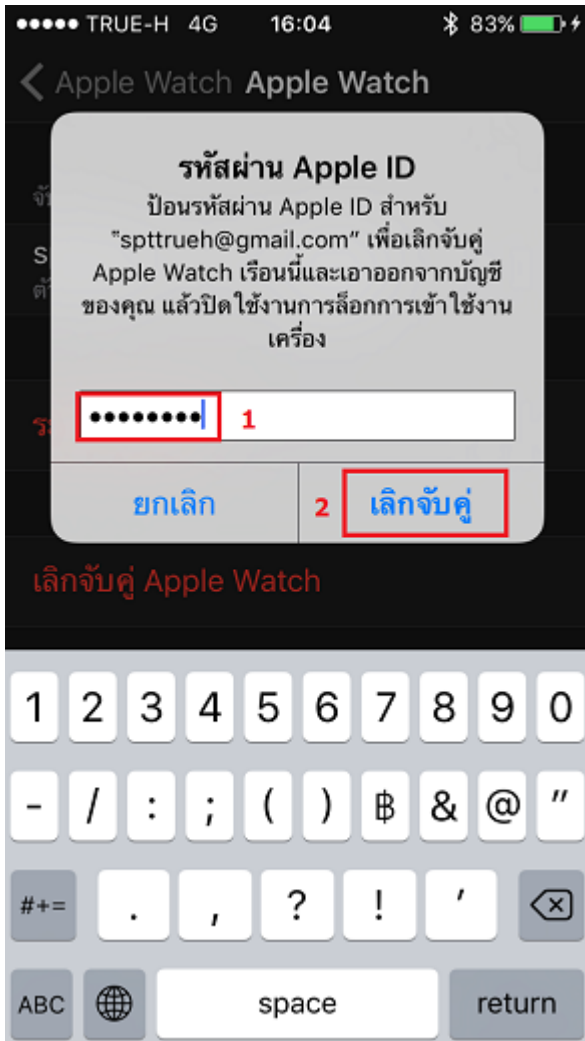 TRUE-H 4G 16:04 83%
Apple Watch Apple Watch
รหัสผ่าน Apple ID
ป้อนรหัสผ่าน Apple ID สำหรับ
"spttrueh@gmail.com" เพื่อเลิกจับคู่
Apple Watch เรือนนี้และเอาออกจากบัญชี
ของคุณ แล้วปิดใช้งานการล็อกการเข้าใช้งาน
เครื่อง
●●●●●●●● 1
ยกเลิก 2 เลิกจับคู่
เลิกจับคู่ Apple Watch
1 2 3 4 5 6 7 8 9 0
- / : ; ( ) ฿ & @ "
#+= . , ? ! ′
ABC space return